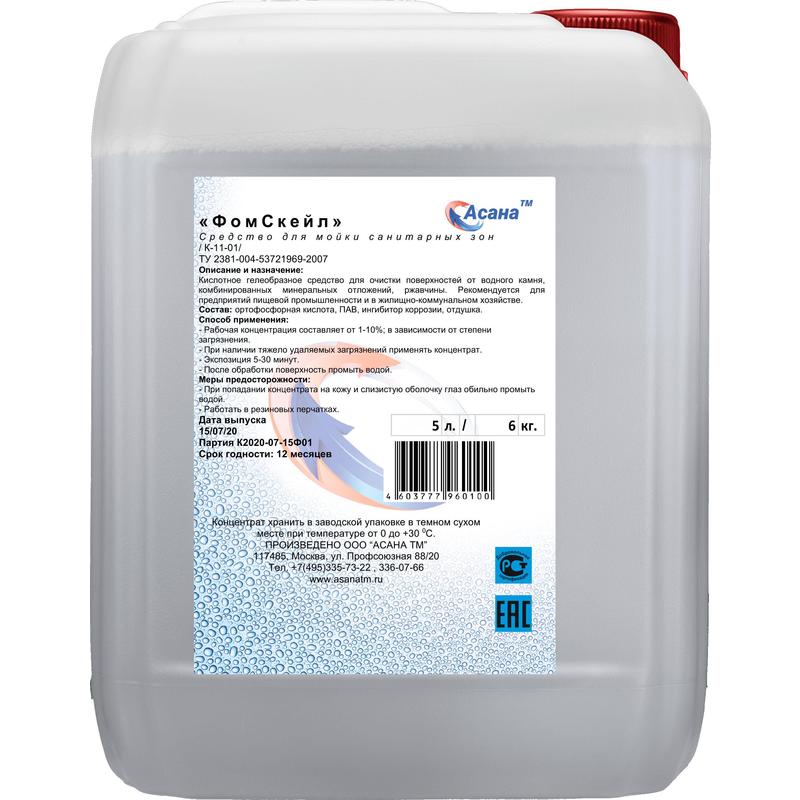 Асана™
«ФомСкейл»
Средство для мойки санитарных зон
/ К-11-01/
ТУ 2381-004-53721969-2007
Описание и назначение:
Кислотное гелеобразное средство для очистки поверхностей от водного камня,
комбинированных минеральных отложений, ржавчины. Рекомендуется для
предприятий пищевой промышленности и в жилищно-коммунальном хозяйстве.
Состав: ортофосфорная кислота, ПАВ, ингибитор коррозии, отдушка.
Способ применения:
- Рабочая концентрация составляет от 1-10%; в зависимости от степени
загрязнения.
- При наличии тяжело удаляемых загрязнений применять концентрат.
- Экспозиция 5-30 минут.
- После обработки поверхность промыть водой.
Меры предосторожности:
- При попадании концентрата на кожу и слизистую оболочку глаз обильно промыть
водой.
- Работать в резиновых перчатках.
Дата выпуска
15/07/20
Партия К2020-07-15Ф01
Срок годности: 12 месяцев
5 л. / 6 кг.
4 603777 960100
Концентрат хранить в заводской упаковке в темном сухом
месте при температуре от 0 до +30 ⁰С.
ПРОИЗВЕДЕНО ООО "АСАНА ТМ"
117485, Москва, ул. Профсоюзная 88/20
Тел. +7(495)335-73-22 , 336-07-66
www.asanatm.ru
Добровольная
сертификация
ЕАС